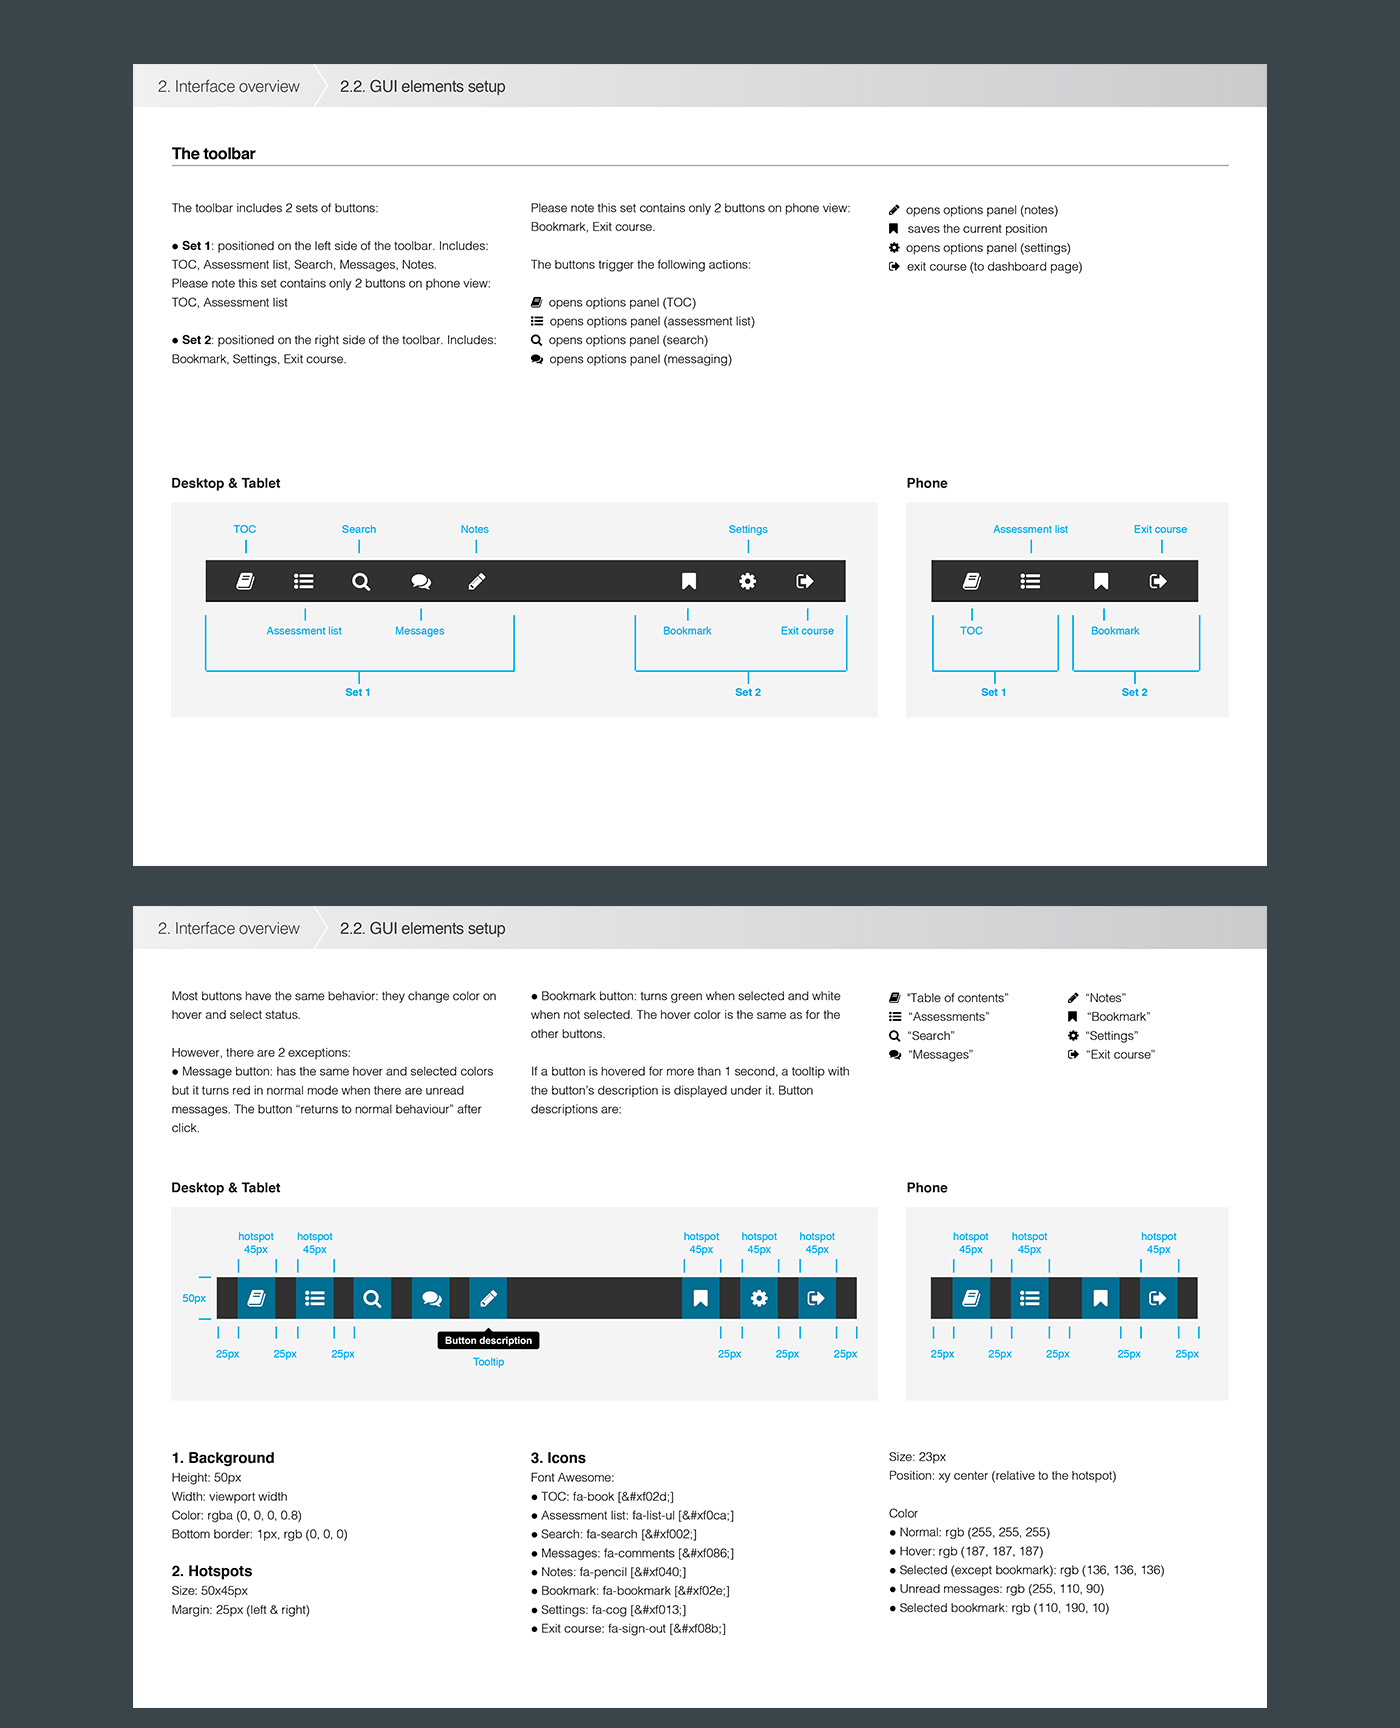 2. Interface overview
2.2. GUI elements setup
The toolbar
The toolbar includes 2 sets of buttons:
● Set 1: positioned on the left side of the toolbar. Includes:
TOC, Assessment list, Search, Messages, Notes.
Please note this set contains only 2 buttons on phone view:
TOC, Assessment list
● Set 2: positioned on the right side of the toolbar. Includes:
Bookmark, Settings, Exit course.
Please note this set contains only 2 buttons on phone view:
Bookmark, Exit course.
The buttons trigger the following actions:
opens options panel (TOC)
opens options panel (assessment list)
opens options panel (search)
opens options panel (messaging)
opens options panel (notes)
saves the current position
opens options panel (settings)
exit course (to dashboard page)
Desktop & Tablet
TOC
Search
Notes
Settings
Assessment list
Messages
Bookmark
Exit course
Set 1
Set 2
Phone
Assessment list
Exit course
TOC
Bookmark
Set 1
Set 2
2. Interface overview
2.2. GUI elements setup
Most buttons have the same behavior: they change color on
hover and select status.
However, there are 2 exceptions:
● Message button: has the same hover and selected colors
but it turns red in normal mode when there are unread
messages. The button “returns to normal behaviour” after
click.
● Bookmark button: turns green when selected and white
when not selected. The hover color is the same as for the
other buttons.
If a button is hovered for more than 1 second, a tooltip with
the button’s description is displayed under it. Button
descriptions are:
"Table of contents”
“Assessments”
“Search”
“Messages”
“Notes”
“Bookmark”
“Settings”
“Exit course”
Desktop & Tablet
hotspot
45px
hotspot
45px
hotspot
45px
hotspot
45px
hotspot
45px
50px
25px
25px
25px
Button description
Tooltip
25px
25px
25px
Phone
hotspot
45px
hotspot
45px
hotspot
45px
25px
25px
25px
25px
25px
1. Background
Height: 50px
Width: viewport width
Color: rgba (0, 0, 0, 0.8)
Bottom border: 1px, rgb (0, 0, 0)
2. Hotspots
Size: 50x45px
Margin: 25px (left & right)
3. Icons
Font Awesome:
● TOC: fa-book [&#xf02d;]
● Assessment list: fa-list-ul [&#xf0ca;]
● Search: fa-search [&#xf002;]
● Messages: fa-comments [&#xf086;]
● Notes: fa-pencil [&#xf040;]
● Bookmark: fa-bookmark [&#xf02e;]
● Settings: fa-cog [&#xf013;]
● Exit course: fa-sign-out [&#xf08b;]
Size: 23px
Position: xy center (relative to the hotspot)
Color
● Normal: rgb (255, 255, 255)
● Hover: rgb (187, 187, 187)
● Selected (except bookmark): rgb (136, 136, 136)
● Unread messages: rgb (255, 110, 90)
● Selected bookmark: rgb (110, 190, 10)